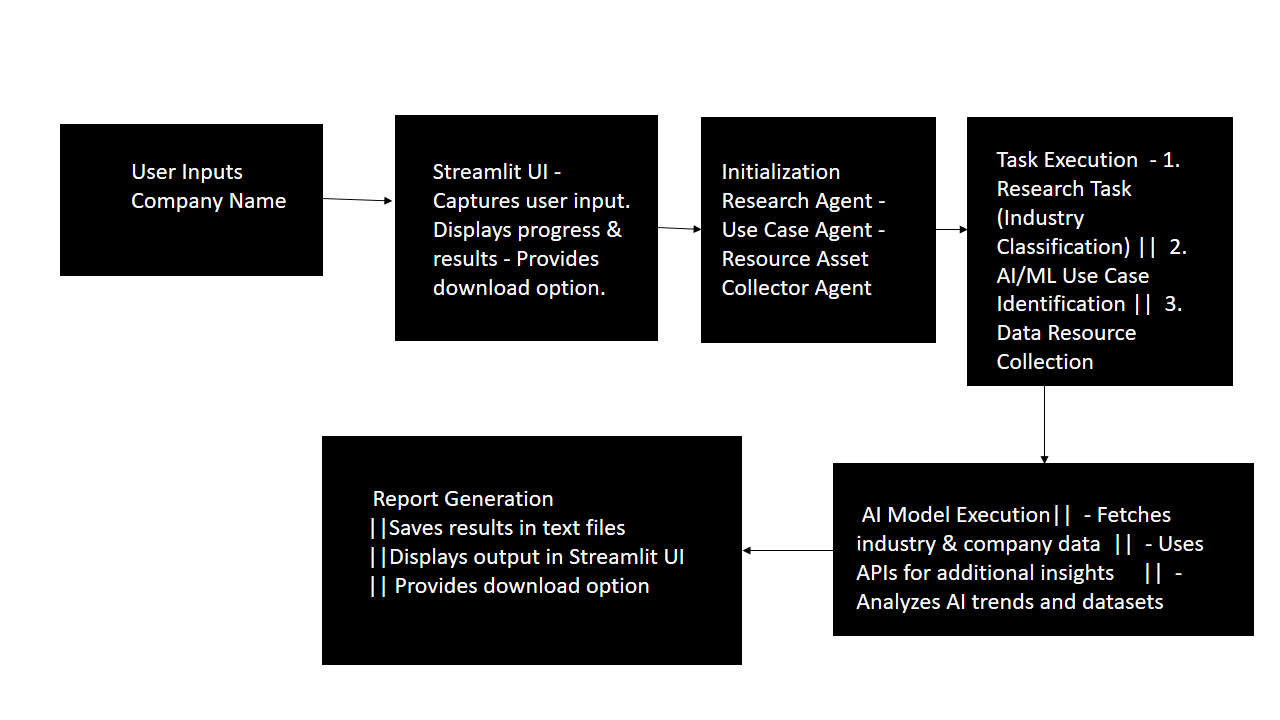 User Inputs
Company Name
Streamlit UI -
Captures user input.
Displays progress &
results - Provides
download option.
Initialization
Research Agent -
Use Case Agent -
Resource Asset
Collector Agent
Task Execution  - 1.
Research Task
(Industry
Classification) ||  2.
AI/ML Use Case
Identification ||  3.
Data Resource
Collection
AI Model Execution||  - Fetches
industry & company data  ||  - Uses
APIs for additional insights     ||  -
Analyzes AI trends and datasets
Report Generation
||Saves results in text files
||Displays output in Streamlit UI
|| Provides download option